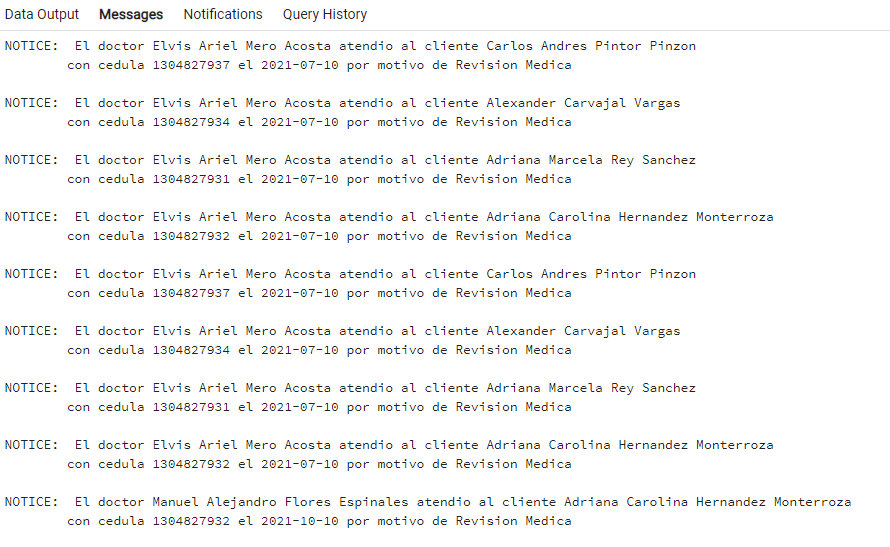 Data Output Messages Notifications Query History
NOTICE: El doctor Elvis Ariel Mero Acosta atendio al cliente Carlos Andres Pintor Pinzon
con cedula 1304827937 el 2021-07-10 por motivo de Revision Medica
NOTICE: El doctor Elvis Ariel Mero Acosta atendio al cliente Alexander Carvajal Vargas
con cedula 1304827934 el 2021-07-10 por motivo de Revision Medica
NOTICE: El doctor Elvis Ariel Mero Acosta atendio al cliente Adriana Marcela Rey Sanchez
con cedula 1304827931 el 2021-07-10 por motivo de Revision Medica
NOTICE: El doctor Elvis Ariel Mero Acosta atendio al cliente Adriana Carolina Hernandez Monterroza
con cedula 1304827932 el 2021-07-10 por motivo de Revision Medica
NOTICE: El doctor Elvis Ariel Mero Acosta atendio al cliente Carlos Andres Pintor Pinzon
con cedula 1304827937 el 2021-07-10 por motivo de Revision Medica
NOTICE: El doctor Elvis Ariel Mero Acosta atendio al cliente Alexander Carvajal Vargas
con cedula 1304827934 el 2021-07-10 por motivo de Revision Medica
NOTICE: El doctor Elvis Ariel Mero Acosta atendio al cliente Adriana Marcela Rey Sanchez
con cedula 1304827931 el 2021-07-10 por motivo de Revision Medica
NOTICE: El doctor Elvis Ariel Mero Acosta atendio al cliente Adriana Carolina Hernandez Monterroza
con cedula 1304827932 el 2021-07-10 por motivo de Revision Medica
NOTICE: El doctor Manuel Alejandro Flores Espinales atendio al cliente Adriana Carolina Hernandez Monterroza
con cedula 1304827932 el 2021-10-10 por motivo de Revision Medica